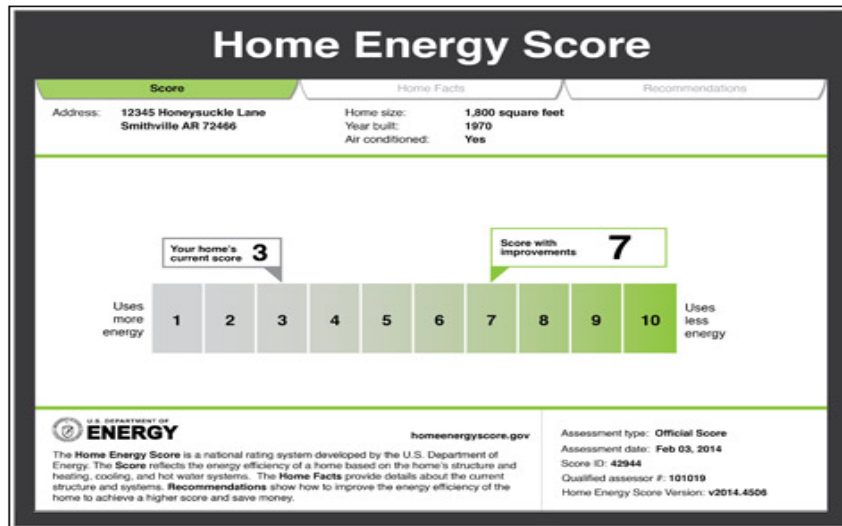 Home Energy Score
Score
Home Facts
Recommendations
Address: 12345 Honeysuckle Lane
Smithville AR 72466
Home size: 1,800 square feet
Year built: 1970
Air conditioned: Yes
Your home's
current score 3
Score with
improvements 7
Uses
more
energy
1 2 3 4 5 6 7 8 9 10
Uses
less
energy
U.S. DEPARTMENT OF
ENERGY
homeenergyscore.gov
The Home Energy Score is a national rating system developed by the U.S. Department of
Energy. The Score reflects the energy efficiency of a home based on the home's structure and
heating, cooling, and hot water systems. The Home Facts provide details about the current
structure and systems. Recommendations show how to improve the energy efficiency of the
home to achieve a higher score and save money.
Assessment type: Official Score
Assessment date: Feb 03, 2014
Score ID: 42944
Qualified assessor #: 101019
Home Energy Score Version: v2014.4506